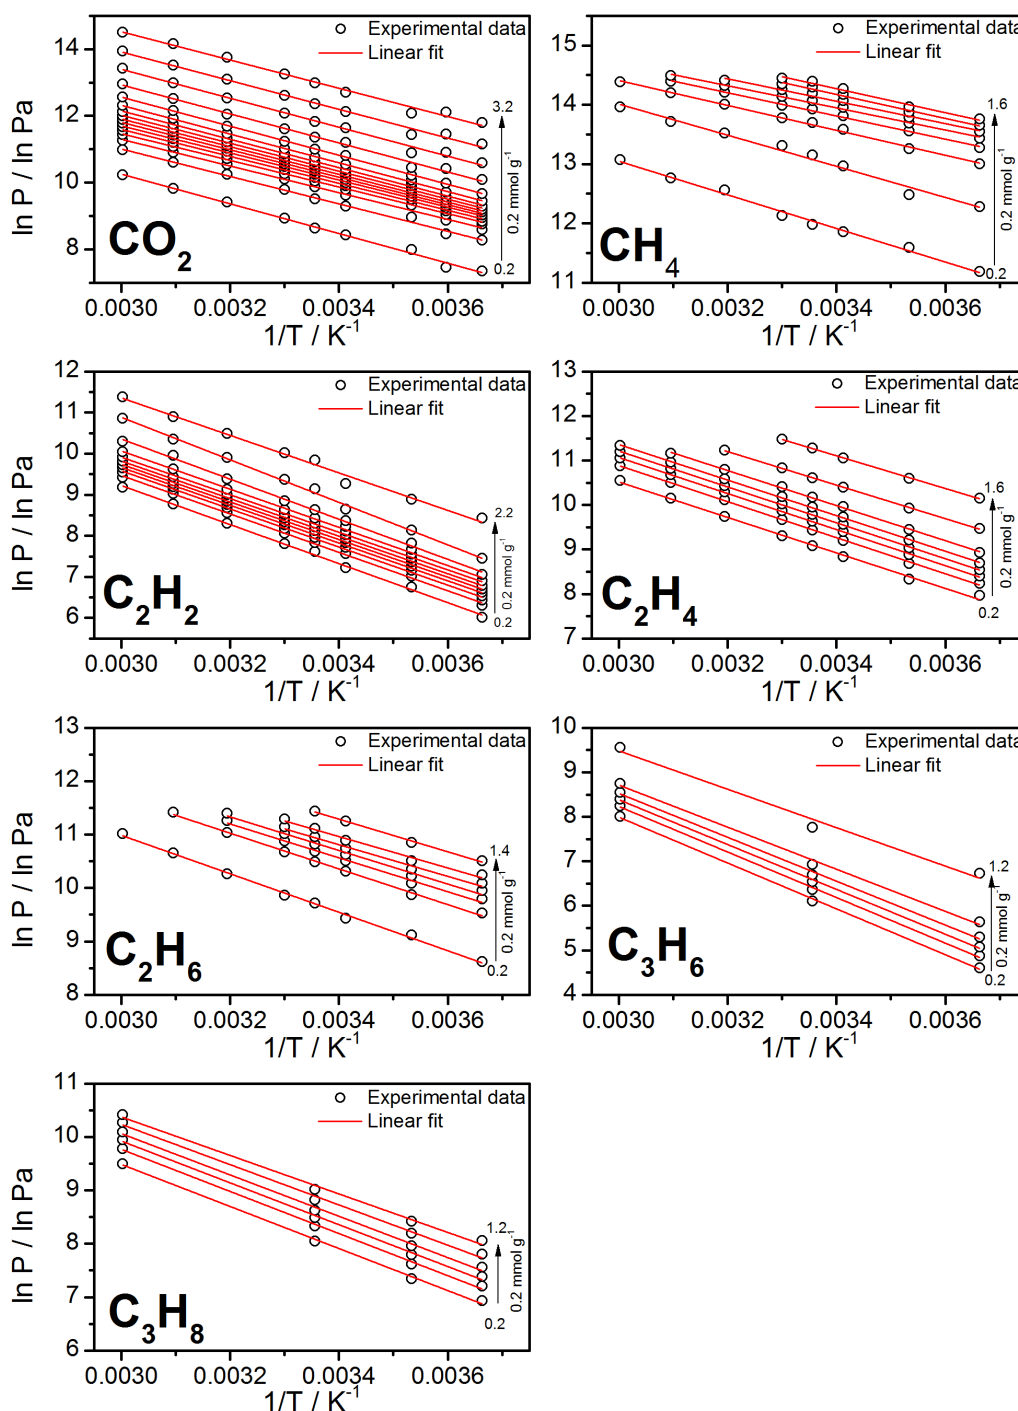 Experimental data
Linear fit
CO2
3.2
0.2 mmol g-1
0.2
14
12
10
8
ln P / ln Pa
0.0030 0.0032 0.0034 0.0036
1/T / K-1
Experimental data
Linear fit
CH4
1.6
0.2 mmol g-1
0.2
15
14
13
12
11
0.0030 0.0032 0.0034 0.0036
1/T / K-1
Experimental data
Linear fit
C2H2
2.2
0.2 mmol g-1
0.2
12
11
10
9
8
7
6
ln P / ln Pa
0.0030 0.0032 0.0034 0.0036
1/T / K-1
Experimental data
Linear fit
C2H4
1.6
0.2 mmol g-1
0.2
13
12
11
10
9
8
7
0.0030 0.0032 0.0034 0.0036
1/T / K-1
Experimental data
Linear fit
C2H6
1.4
0.2 mmol g-1
0.2
13
12
11
10
9
8
ln P / ln Pa
0.0030 0.0032 0.0034 0.0036
1/T / K-1
Experimental data
Linear fit
C3H6
1.2
0.2 mmol g-1
0.2
10
9
8
7
6
5
4
0.0030 0.0032 0.0034 0.0036
1/T / K-1
Experimental data
Linear fit
C3H8
1.2
0.2 mmol g-1
0.2
11
10
9
8
7
6
ln P / ln Pa
0.0030 0.0032 0.0034 0.0036
1/T / K-1